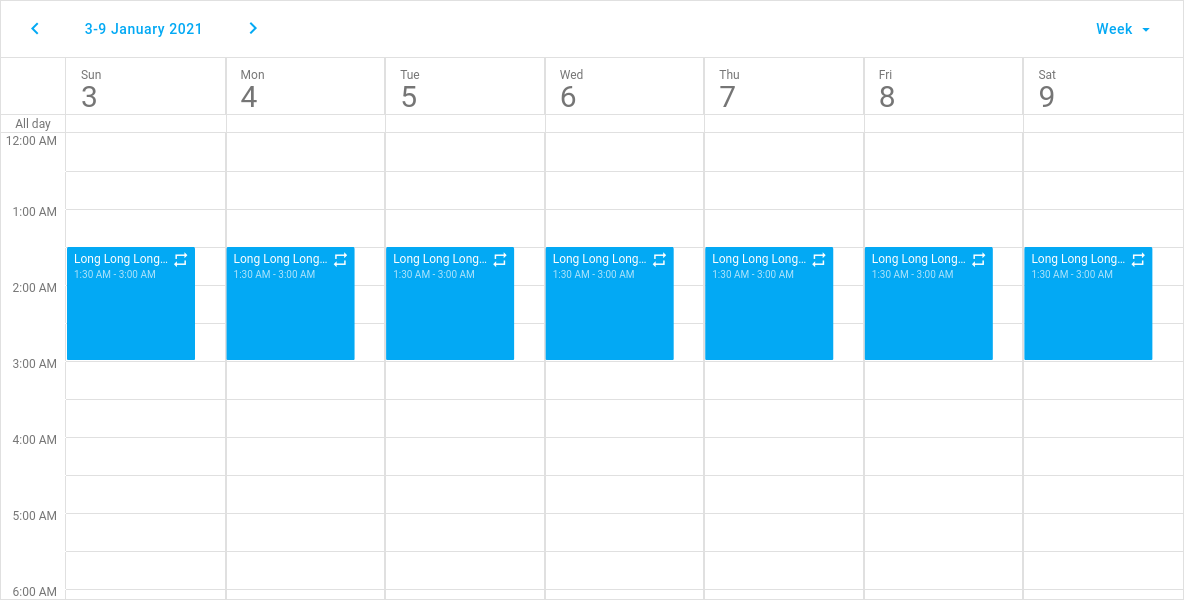 3-9 January 2021 Week
Sun Mon Tue Wed Thu Fri Sat
3 4 5 6 7 8 9
All day
12:00 AM
1:00 AM
Long Long Long... Long Long Long... Long Long Long... Long Long Long... Long Long Long... Long Long Long... Long Long Long...
1:30 AM - 3:00 AM 1:30 AM - 3:00 AM 1:30 AM - 3:00 AM 1:30 AM - 3:00 AM 1:30 AM - 3:00 AM 1:30 AM - 3:00 AM 1:30 AM - 3:00 AM
2:00 AM
3:00 AM
4:00 AM
5:00 AM
6:00 AM